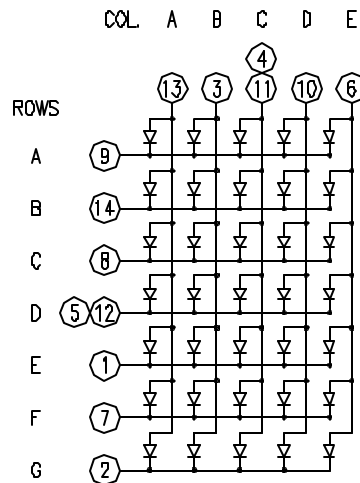 COL. A B C D E
4
13 3 11 10 6
ROWS
A 9
B 14
C 8
D 5 12
E 1
F 7
G 2